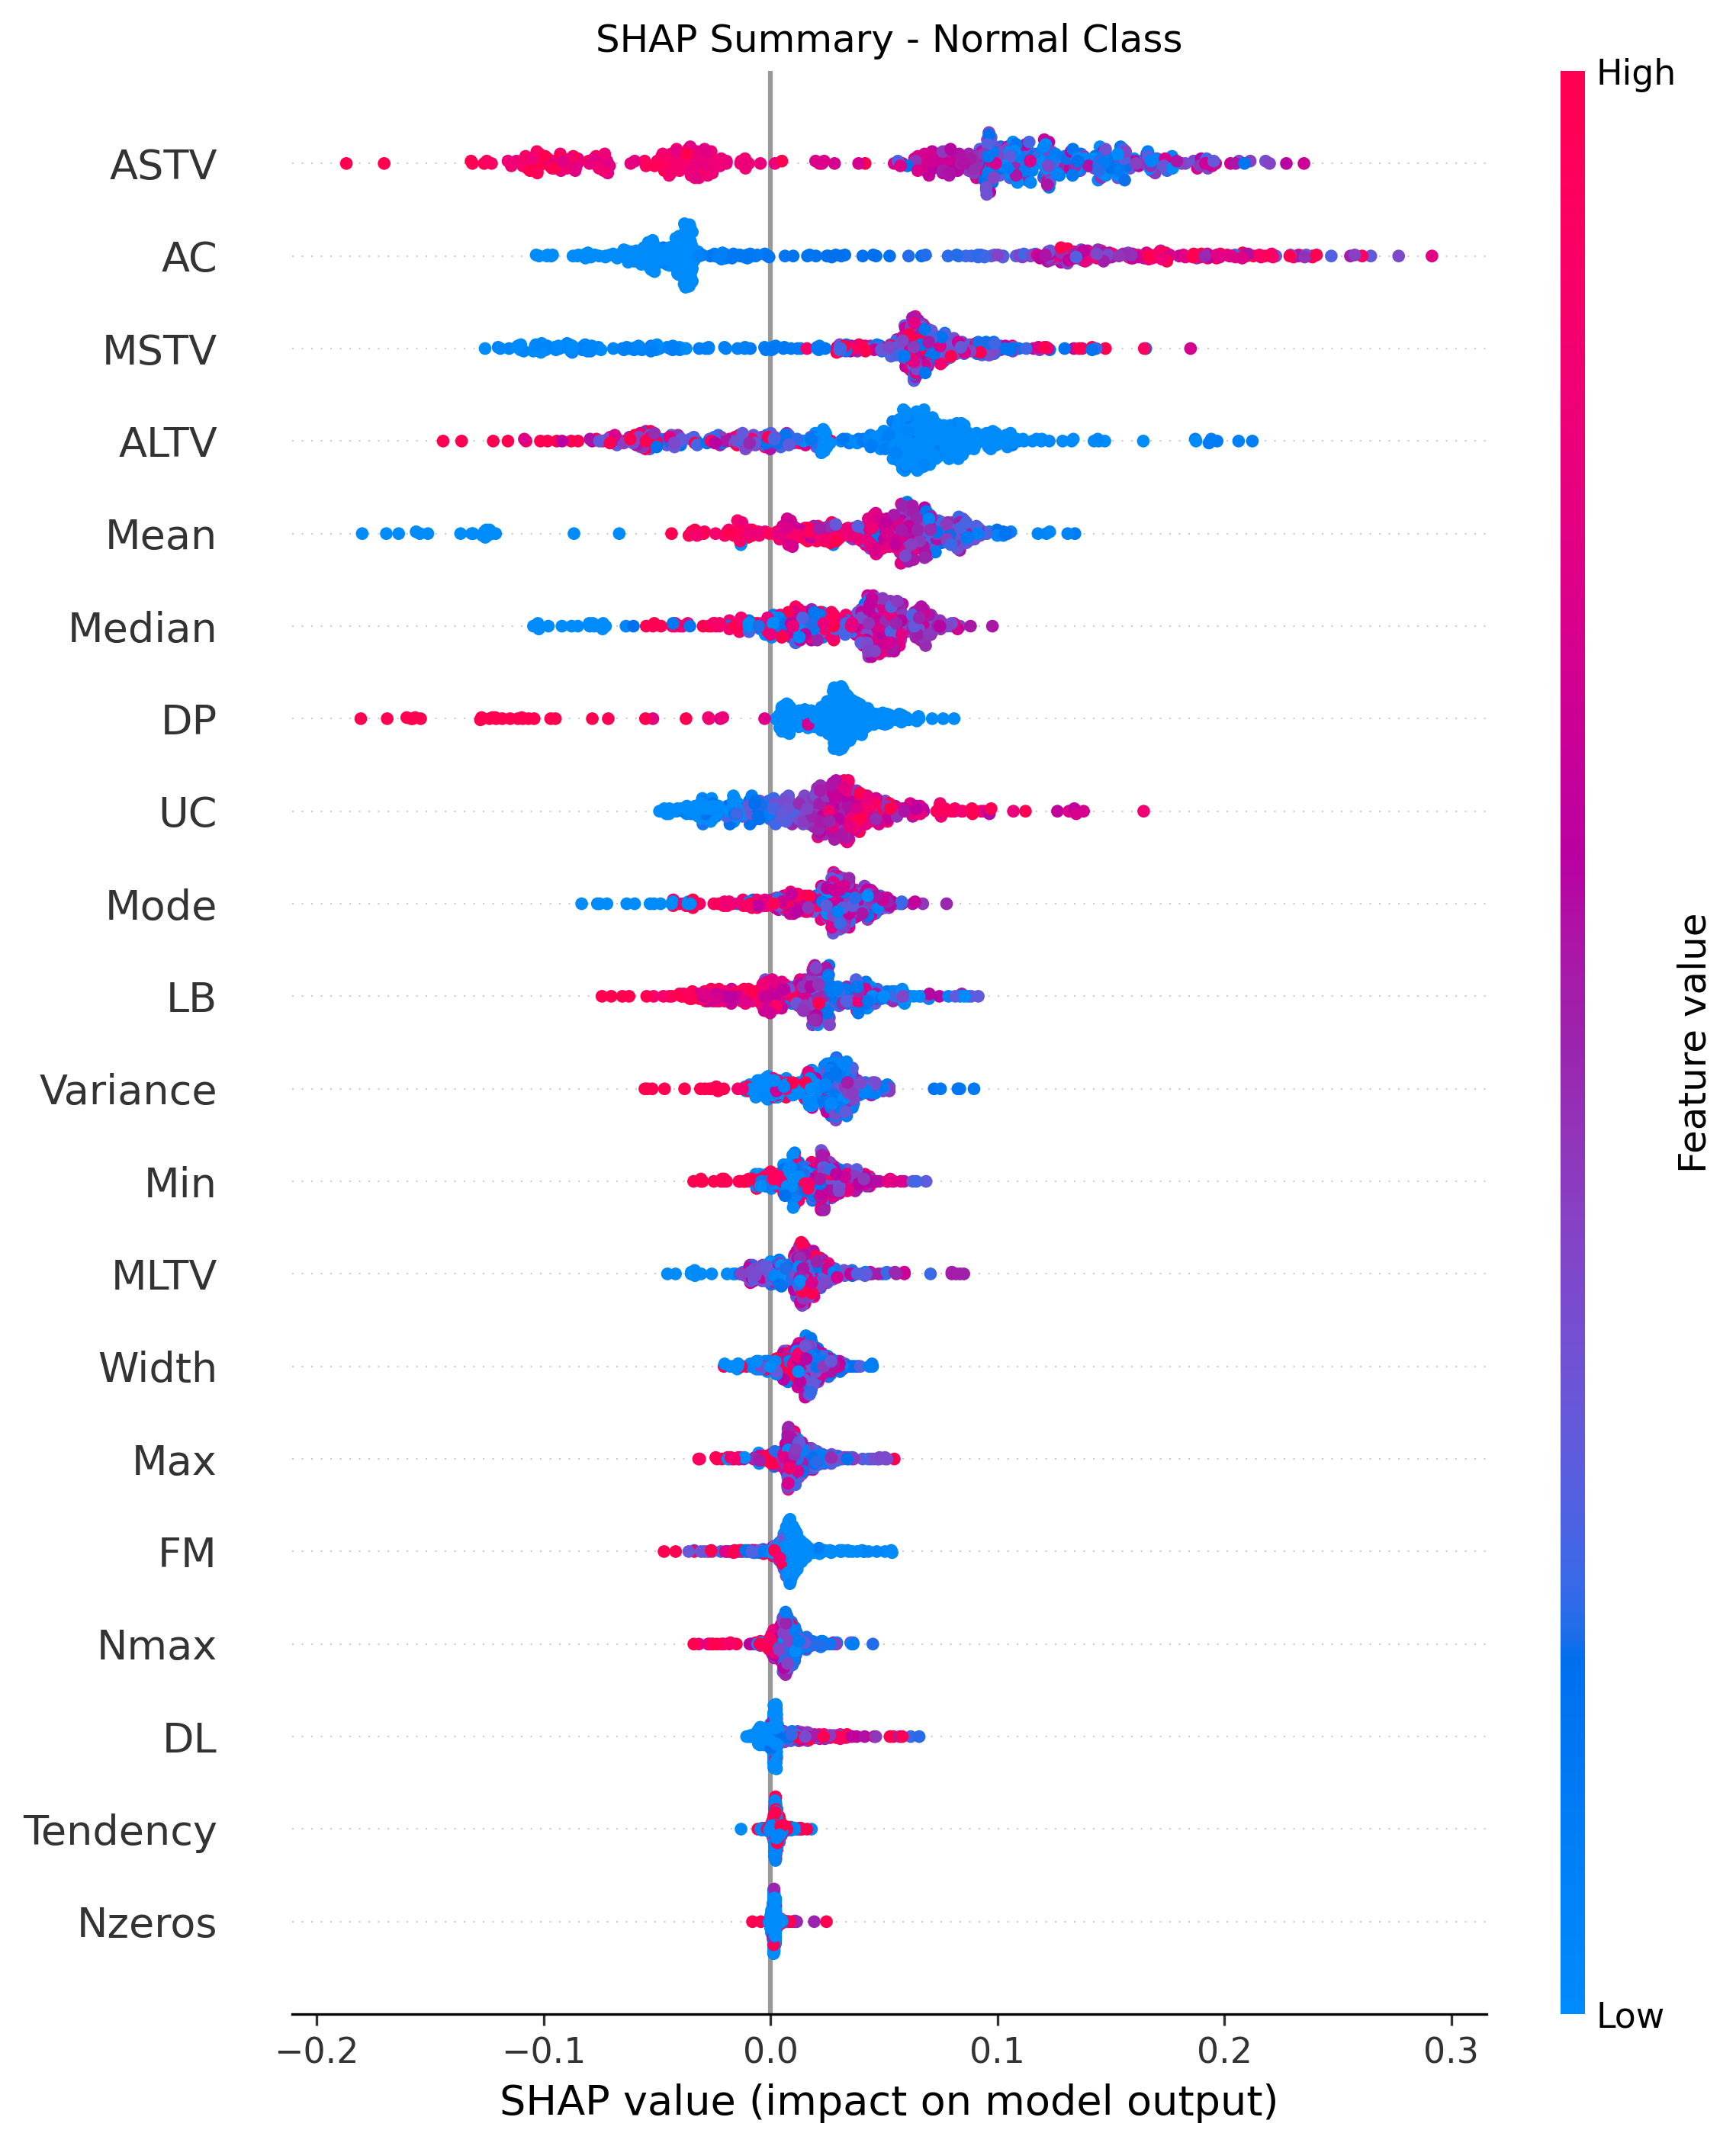 SHAP Summary - Normal Class
High
ASTV
AC
MSTV
ALTV
Mean
Median
DP
UC
Mode
LB
Variance
Min
MLTV
Width
Max
FM
Nmax
DL
Tendency
Nzeros
Feature value
Low
−0.2 −0.1 0.0 0.1 0.2 0.3
SHAP value (impact on model output)